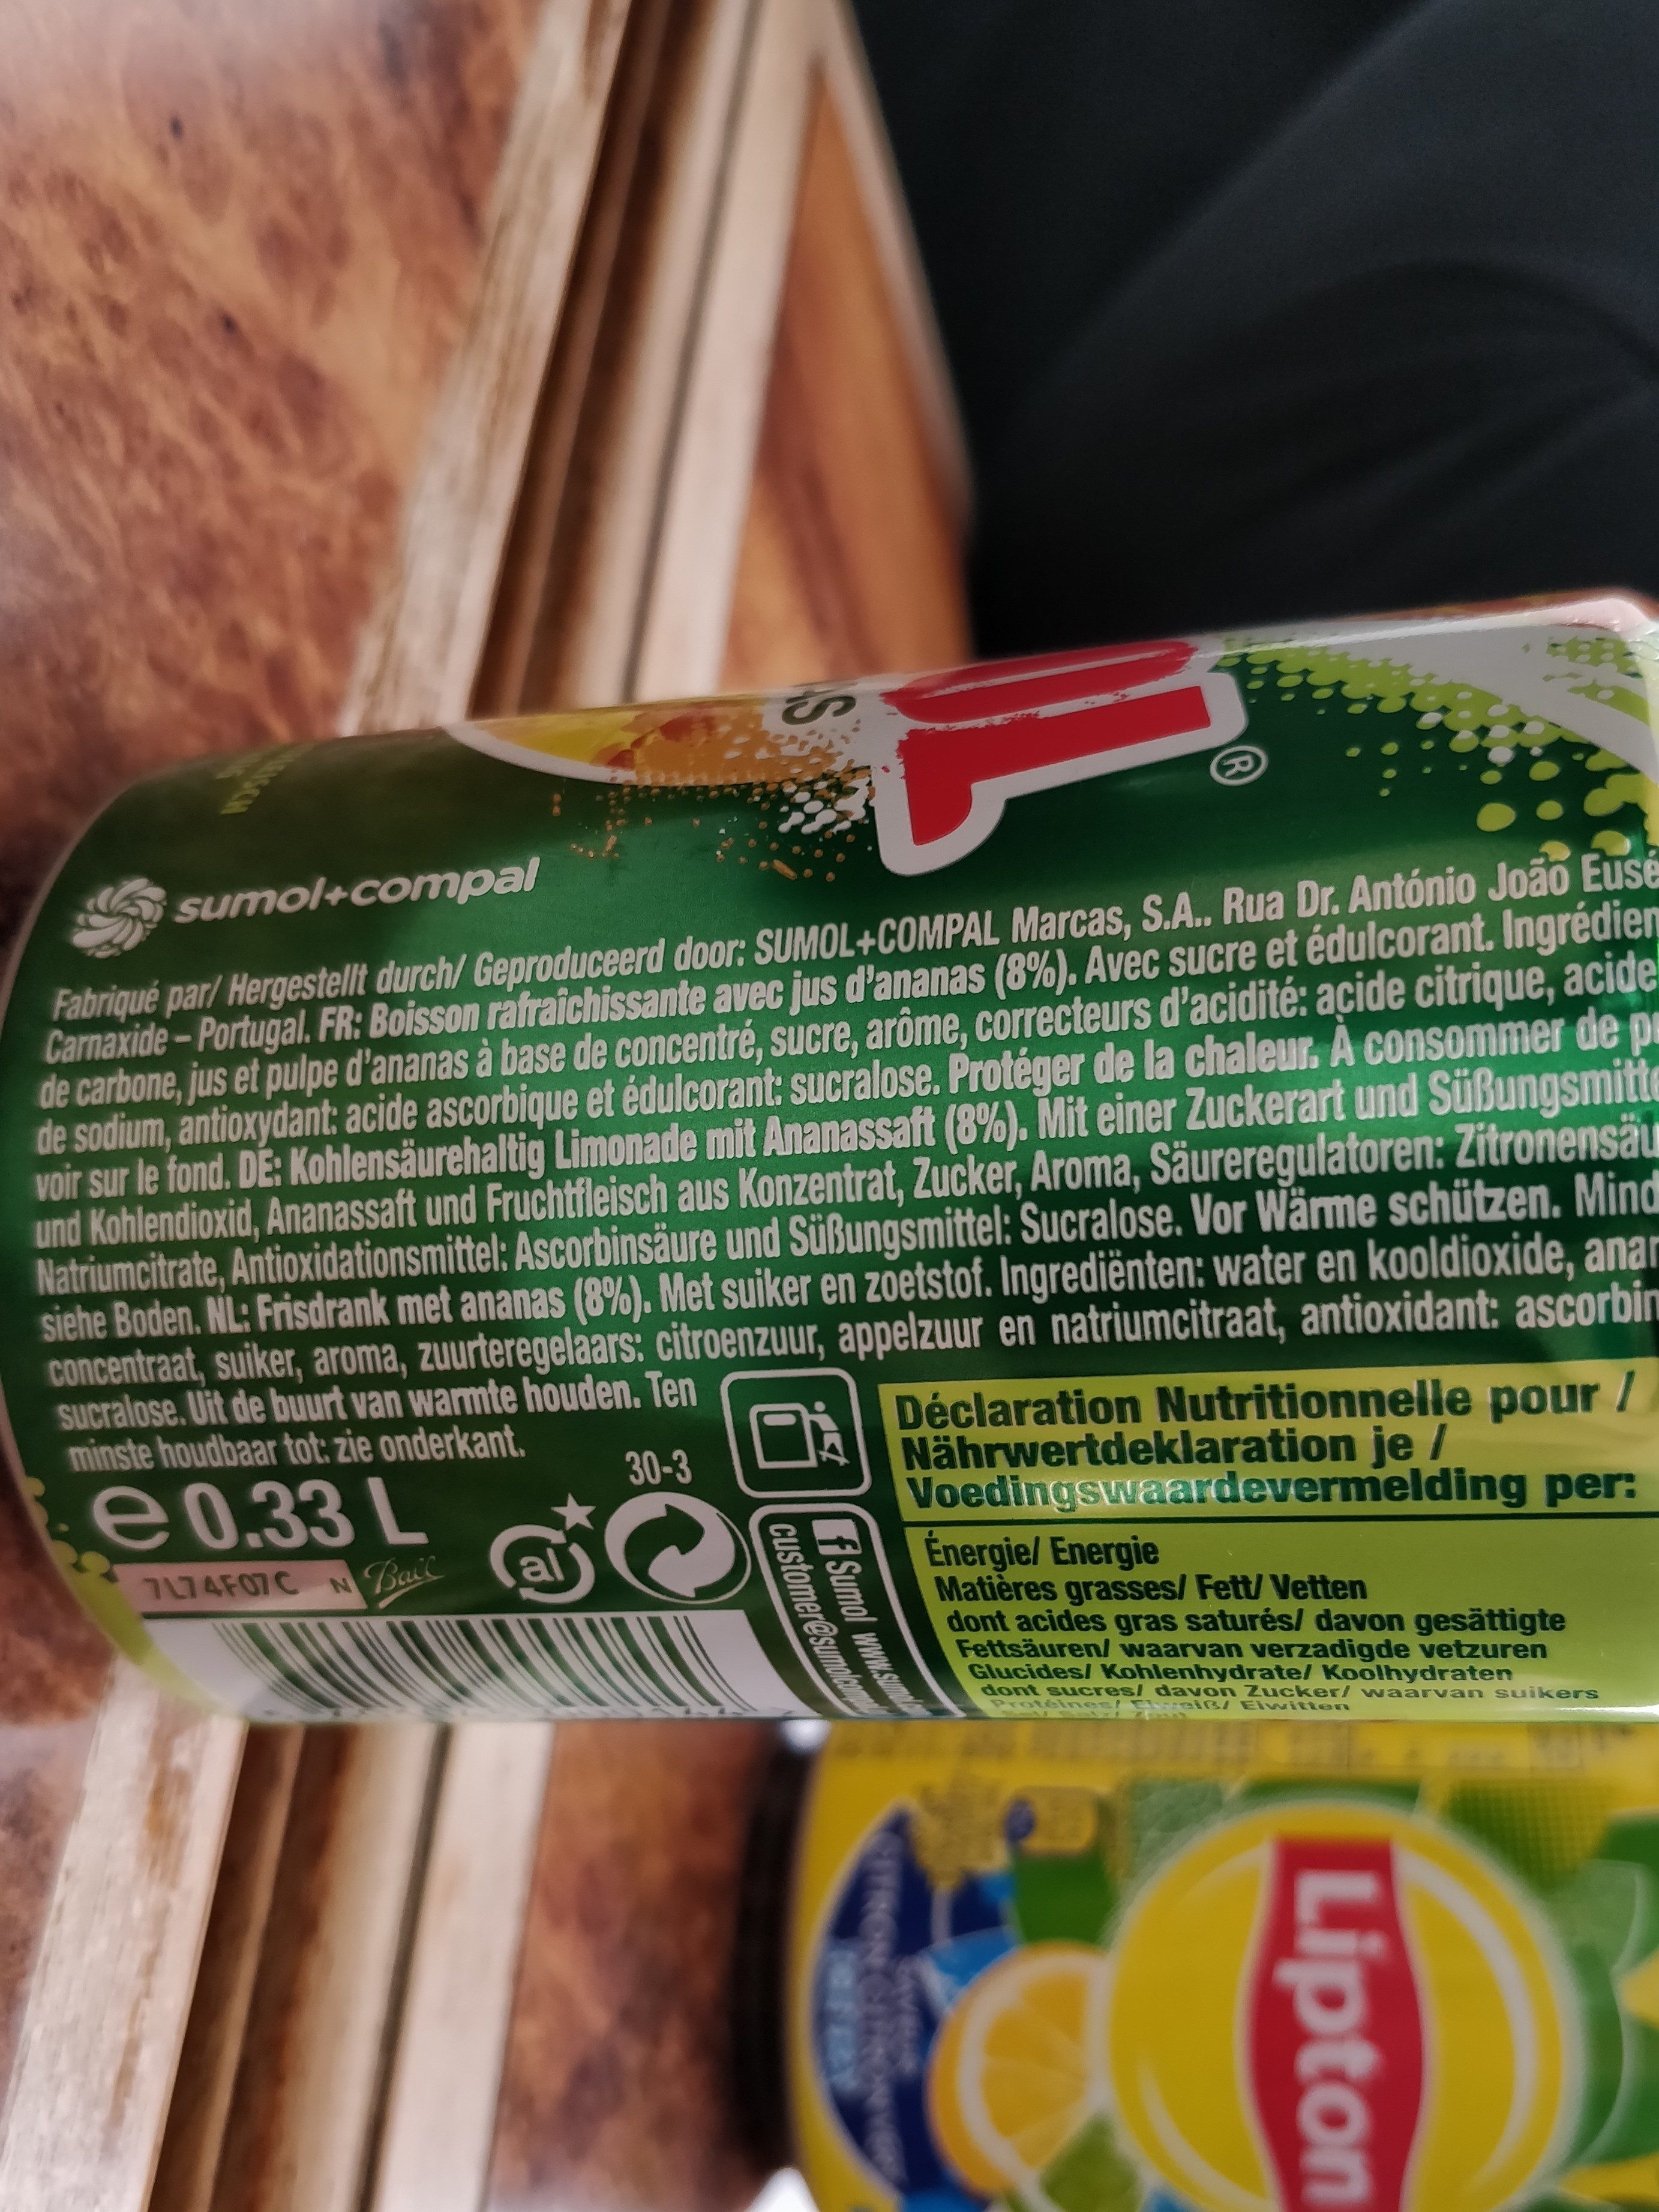 AS
UL®
sumol+compal
Fabriqué par/ Hergestellt durch/ Geproduceerd door: SUMOL+COMPAL Marcas, S.A.. Rua Dr. António João Eusé
Carnaxide – Portugal. FR: Boisson rafraîchissante avec jus d'ananas (8%). Avec sucre et édulcorant. Ingrédien
de carbone, jus et pulpe d'ananas à base de concentré, sucre, arôme, correcteurs d'acidité: acide citrique, acide
de sodium, antioxydant: acide ascorbique et édulcorant: sucralose. Protéger de la chaleur. À consommer de
voir sur le fond. DE: Kohlensäurehaltig Limonade mit Ananassaft (8%). Mit einer Zuckerart und Süßungsmitte
und Kohlendioxid, Ananassaft und Fruchtfleisch aus Konzentrat, Zucker, Aroma, Säureregulatoren: Zitronensäu
Natriumcitrate, Antioxidationsmittel: Ascorbinsäure und Süßungsmittel: Sucralose. Vor Wärme schützen. Mind
siehe Boden. NL: Frisdrank met ananas (8%). Met suiker en zoetstof. Ingrediënten: water en kooldioxide, anan
concentraat, suiker, aroma, zuurteregelaars: citroenzuur, appelzuur en natriumcitraat, antioxidant: ascorbin
sucralose. Uit de buurt van warmte houden. Ten
minste houdbaar tot: zie onderkant.
e 0.33 L
7L74F07C N Ball
al
30-3
f Sumol www.sumol
customer@sumolcompal
Déclaration Nutritionnelle pour /
Nährwertdeklaration je /
Voedingswaardevermelding per:
Énergie/ Energie
Matières grasses/ Fett/ Vetten
dont acides gras saturés/ davon gesättigte
Fettsäuren/ waarvan verzadigde vetzuren
Glucides/ Kohlenhydrate/ Koolhydraten
dont sucres/ davon Zucker/ waarvan suikers
Protéines/ Eiweiß/ Eiwitten
Lipton